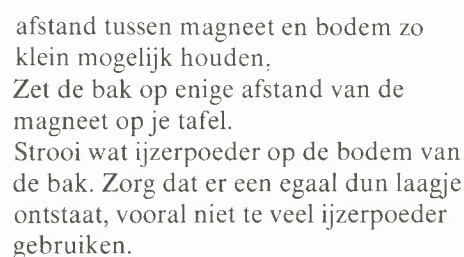 afstand tussen magneet en bodem zo
klein mogelijk houden.
Zet de bak op enige afstand van de
magneet op je tafel.
Strooi wat ijzerpoeder op de bodem van
de bak. Zorg dat er een egaal dun laagje
ontstaat, vooral niet te veel ijzerpoeder
gebruiken.